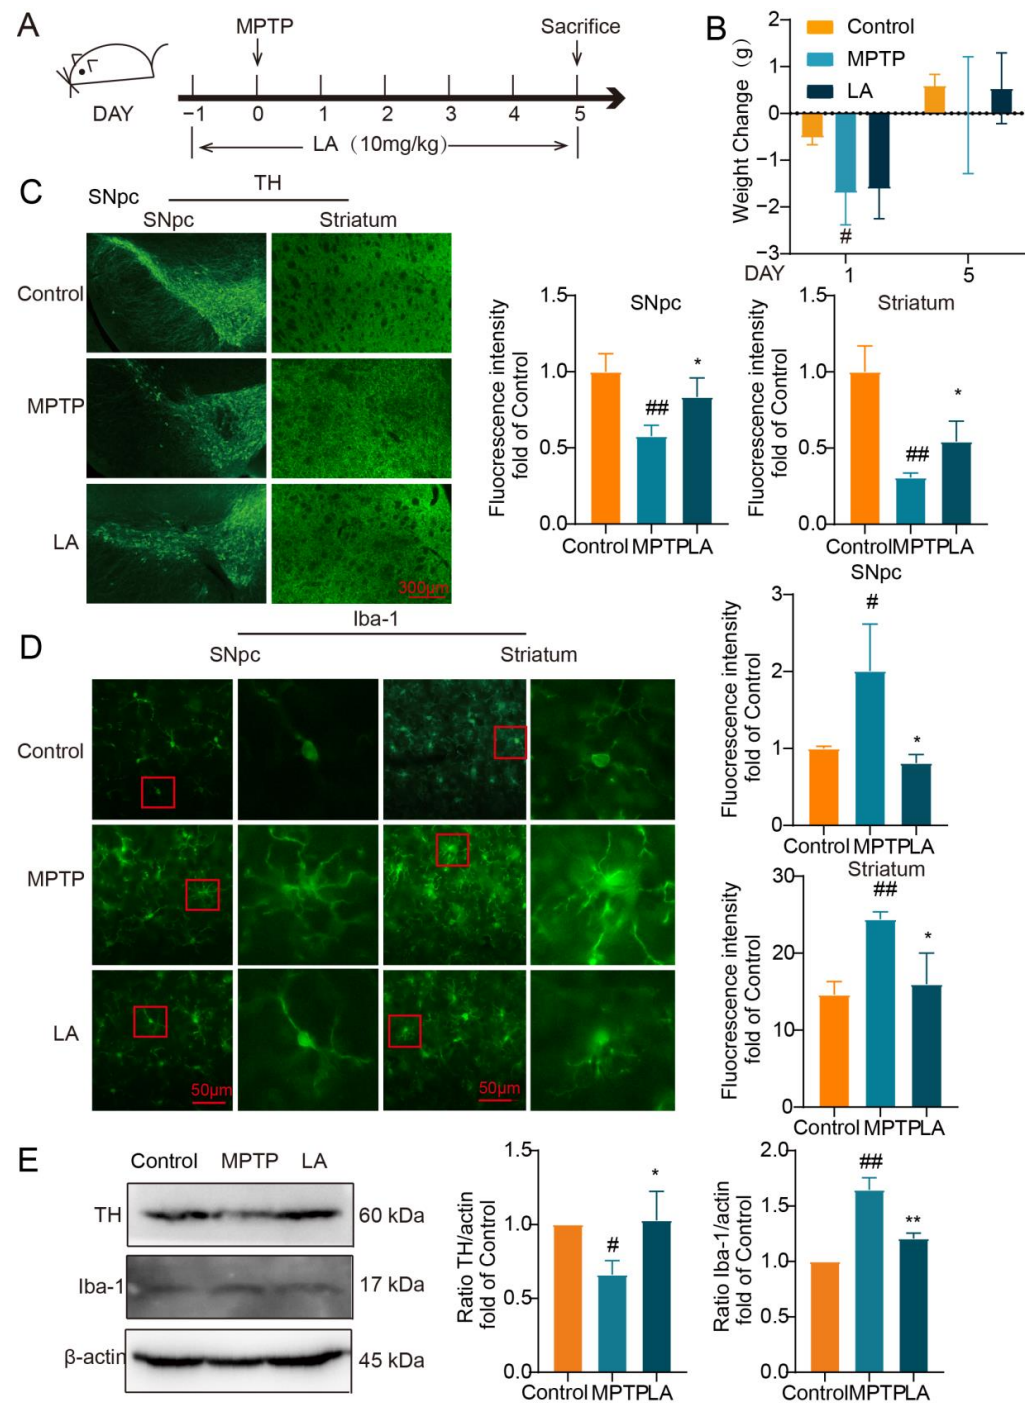 A
MPTP
Sacrifice
DAY
−1 0 1 2 3 4 5
LA（10mg/kg）
B
Control
MPTP
LA
Weight Change（g）
2
1
0
−1
−2
−3
#
DAY 1 5
C
SNpc
TH
SNpc Striatum
Control
MPTP
LA
300μm
SNpc
Fluorescence intensity
fold of Control
1.5
1.0
0.5
0.0
##
*
Control MPTP LA
Striatum
Fluorescence intensity
fold of Control
1.5
1.0
0.5
0.0
##
*
Control MPTP LA
D
Iba-1
SNpc Striatum
Control
MPTP
LA
50μm 50μm
SNpc
Fluorescence intensity
fold of Control
3
2
1
0
#
*
Control MPTP LA
Striatum
Fluorescence intensity
fold of Control
30
20
10
0
##
*
Control MPTP LA
E
Control MPTP LA
TH 60 kDa
Iba-1 17 kDa
β-actin 45 kDa
Ratio TH/actin
fold of Control
1.5
1.0
0.5
0.0
#
*
Control MPTP LA
Ratio Iba-1/actin
fold of Control
2.0
1.5
1.0
0.5
0.0
##
**
Control MPTP LA